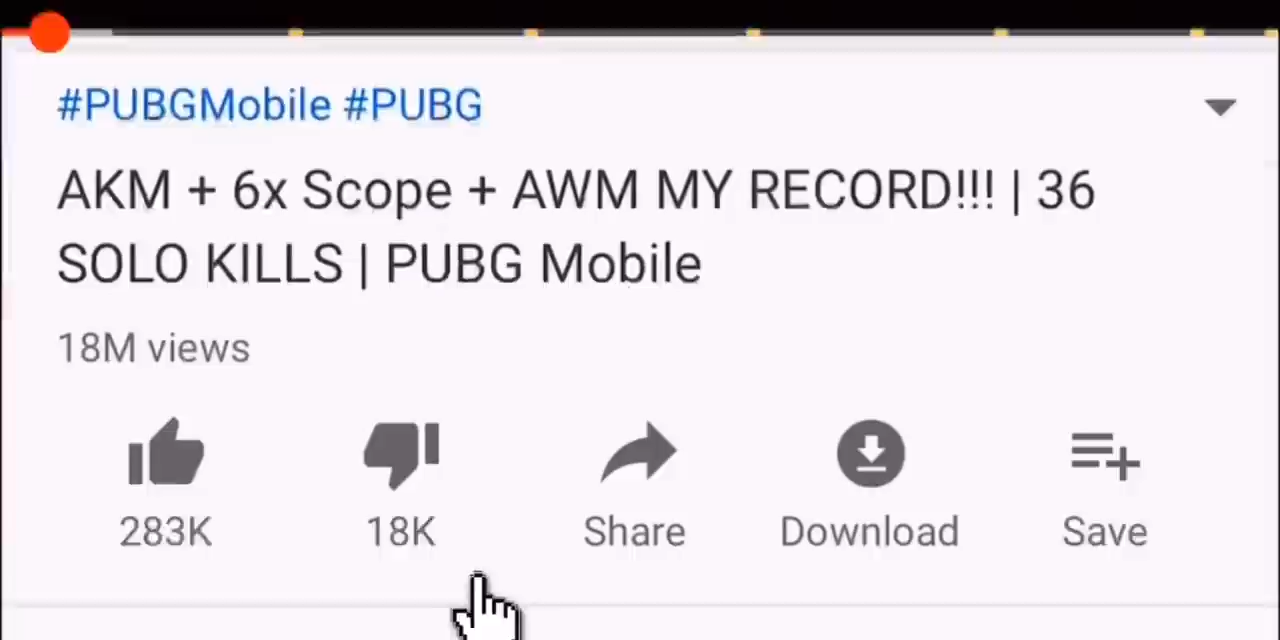 #PUBGMobile #PUBG
AKM + 6x Scope + AWM MY RECORD!!! | 36
SOLO KILLS | PUBG Mobile
18M views
283K 18K Share Download Save